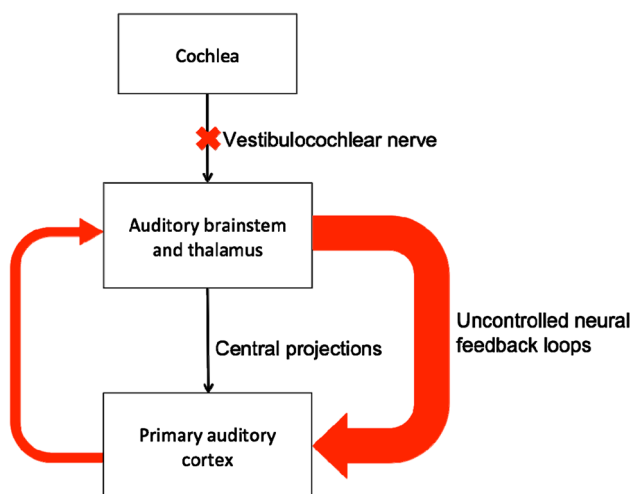 Cochlea
Vestibulocochlear nerve
Auditory brainstem
and thalamus
Uncontrolled neural
feedback loops
Central projections
Primary auditory
cortex